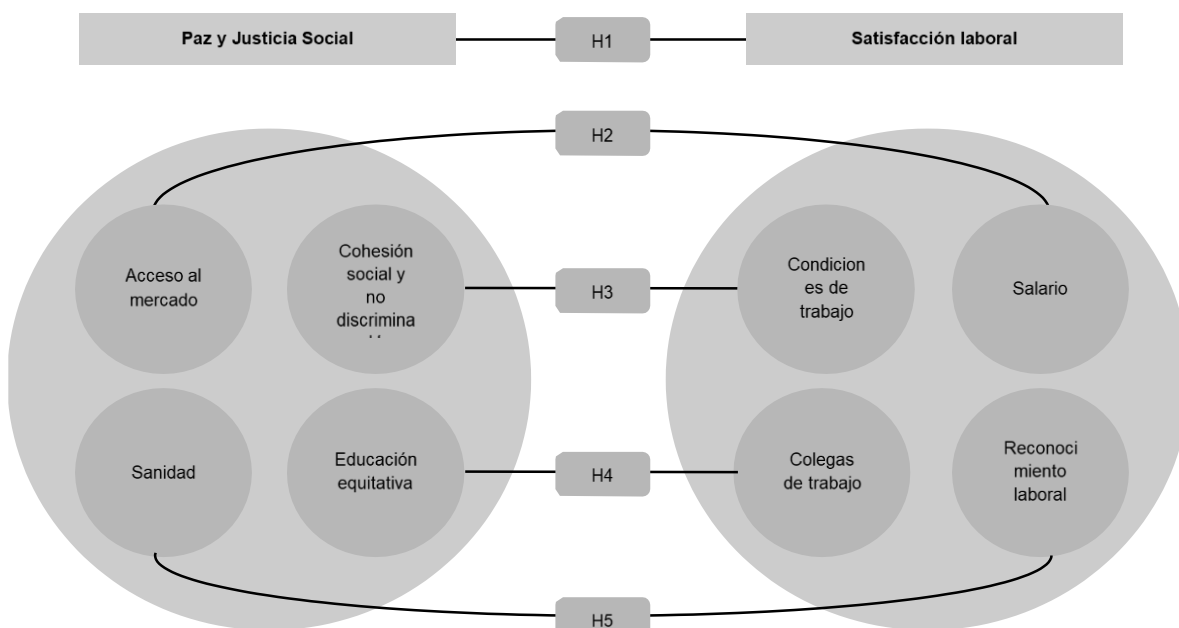 Paz y Justicia Social
H1
Satisfacción laboral
H2
Acceso al
mercado
Cohesión
social y
no
discrimina
H3
Condicion
es de
trabajo
Salario
Sanidad
Educación
equitativa
H4
Colegas
de trabajo
Reconoci
miento
laboral
H5